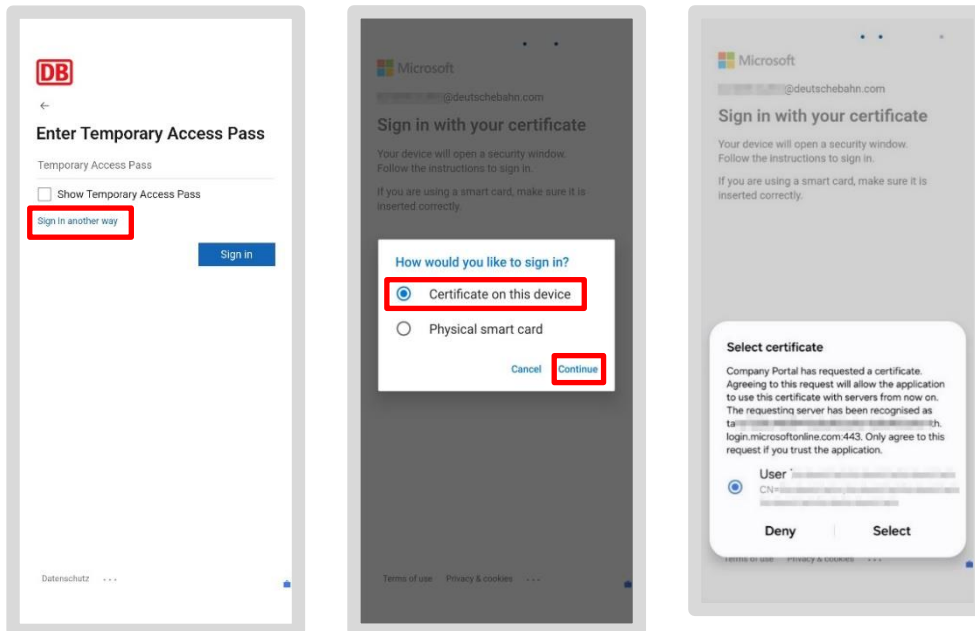 DB
Enter Temporary Access Pass
Temporary Access Pass
Show Temporary Access Pass
Sign in another way
Sign in
Datenschutz ...
Microsoft
@deutschebahn.com
Sign in with your certificate
Your device will open a security window.
Follow the instructions to sign in.
If you are using a smart card, make sure it is
inserted correctly.
How would you like to sign in?
Certificate on this device
Physical smart card
Cancel Continue
Terms of use Privacy & cookies ...
Microsoft
@deutschebahn.com
Sign in with your certificate
Your device will open a security window.
Follow the instructions to sign in.
If you are using a smart card, make sure it is
inserted correctly.
Select certificate
Company Portal has requested a certificate.
Agreeing to this request will allow the application
to use this certificate with servers from now on.
The requesting server has been recognised as
ta th.
login.microsoftonline.com:443. Only agree to this
request if you trust the application.
User
CN=
Deny Select
Terms of use Privacy & cookies ...